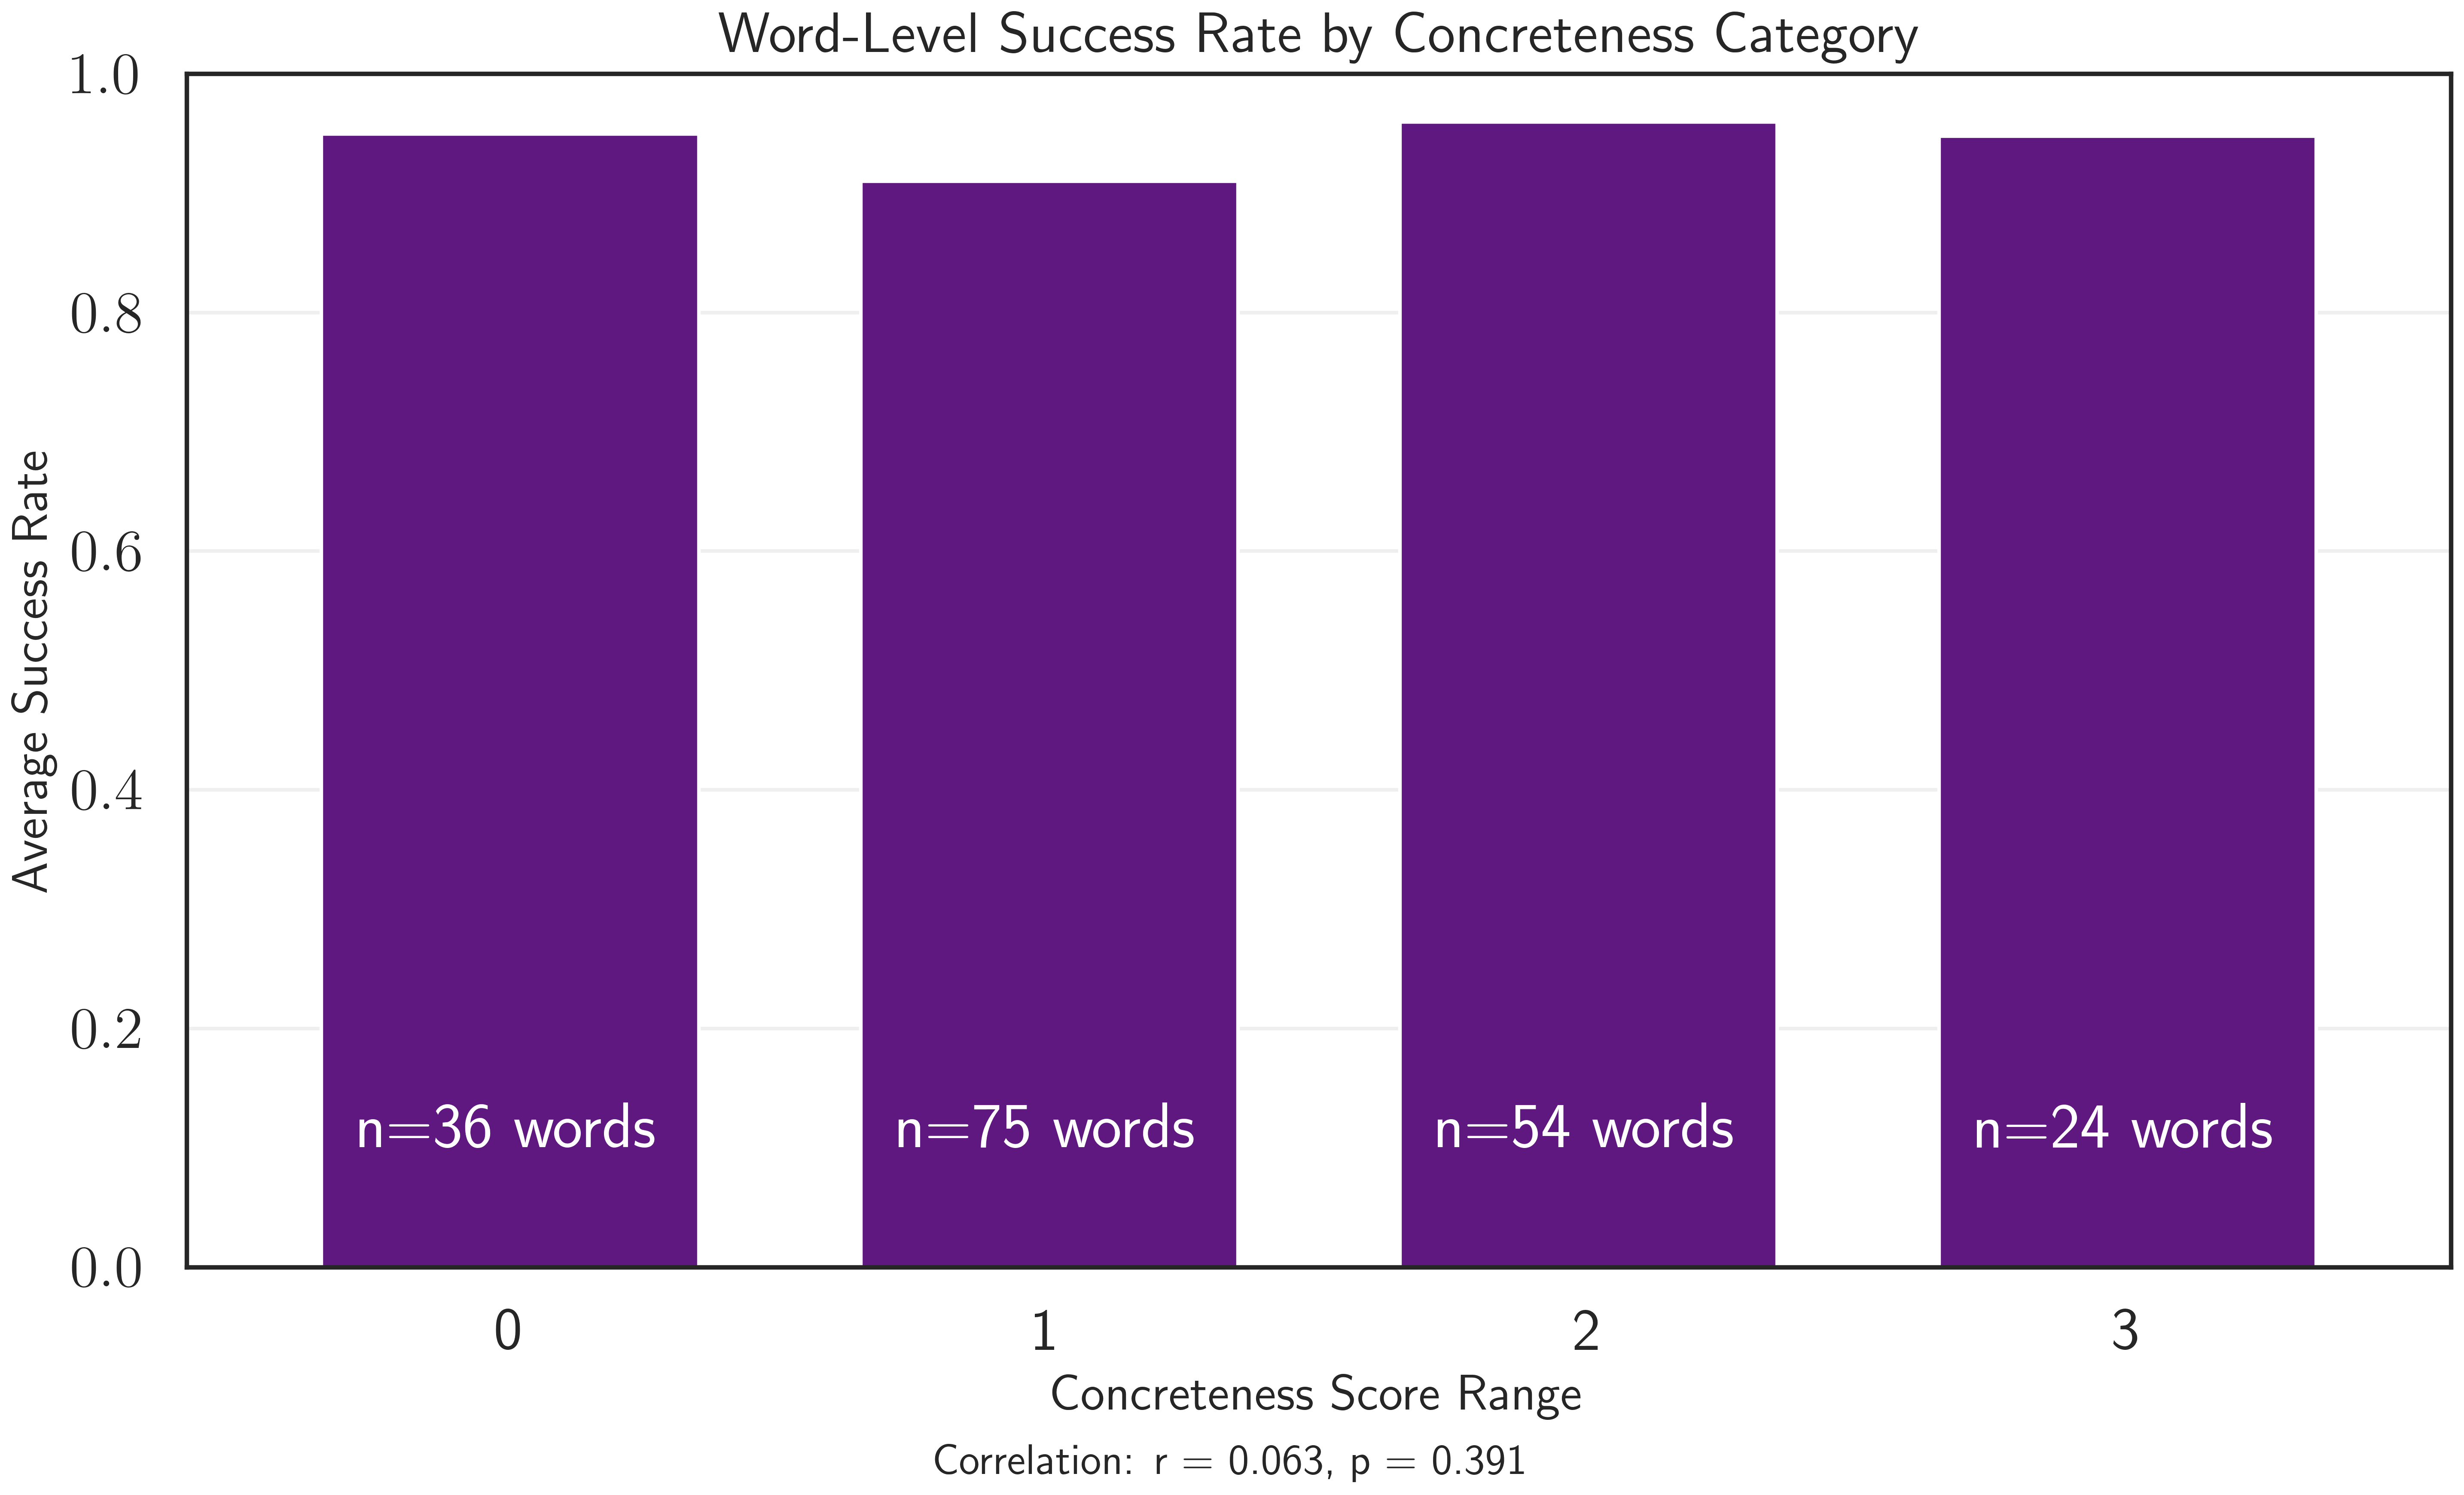 Word-Level Success Rate by Concreteness Category
1.0
0.8
0.6
0.4
0.2
0.0
Average Success Rate
n=36 words
n=75 words
n=54 words
n=24 words
0
1
2
3
Concreteness Score Range
Correlation: r = 0.063, p = 0.391